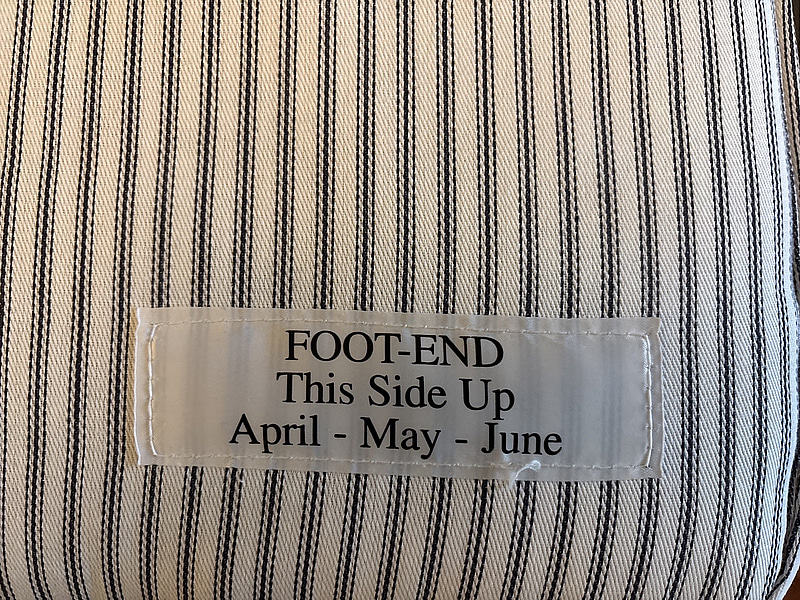 FOOT-END
This Side Up
April - May - June